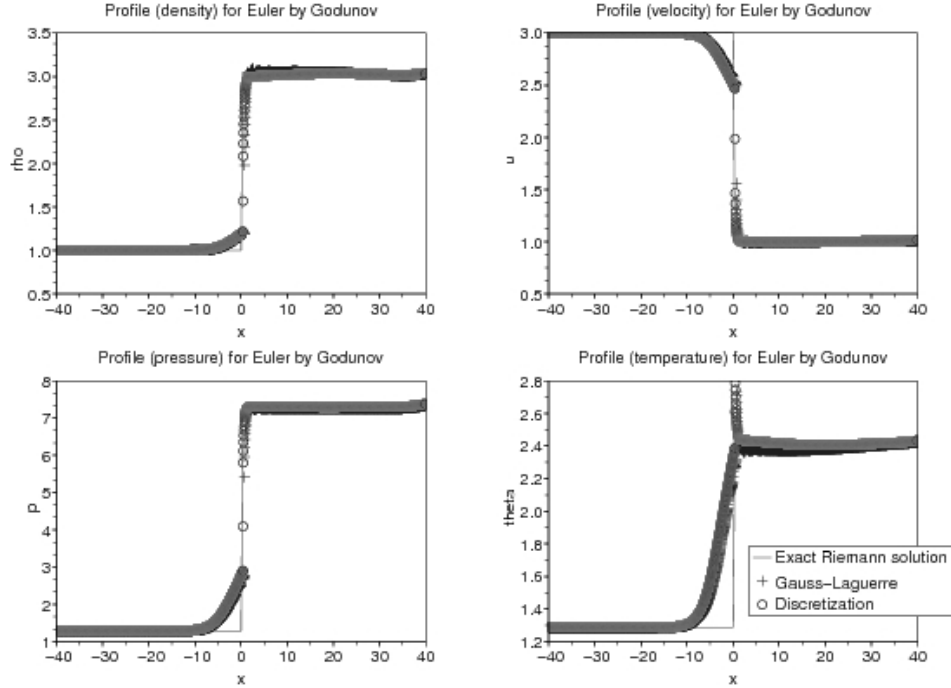 Profile (density) for Euler by Godunov
3.5
3.0
2.5
2.0
1.5
1.0
0.5
rho
−40 −30 −20 −10 0 10 20 30 40
x
Profile (velocity) for Euler by Godunov
3.0
2.5
2.0
1.5
1.0
0.5
u
−40 −30 −20 −10 0 10 20 30 40
x
Profile (pressure) for Euler by Godunov
8
7
6
5
4
3
2
1
p
−40 −30 −20 −10 0 10 20 30 40
x
Profile (temperature) for Euler by Godunov
2.8
2.6
2.4
2.2
2.0
1.8
1.6
1.4
1.2
theta
−40 −30 −20 −10 0 10 20 30 40
x
Exact Riemann solution
Gauss−Laguerre
Discretization